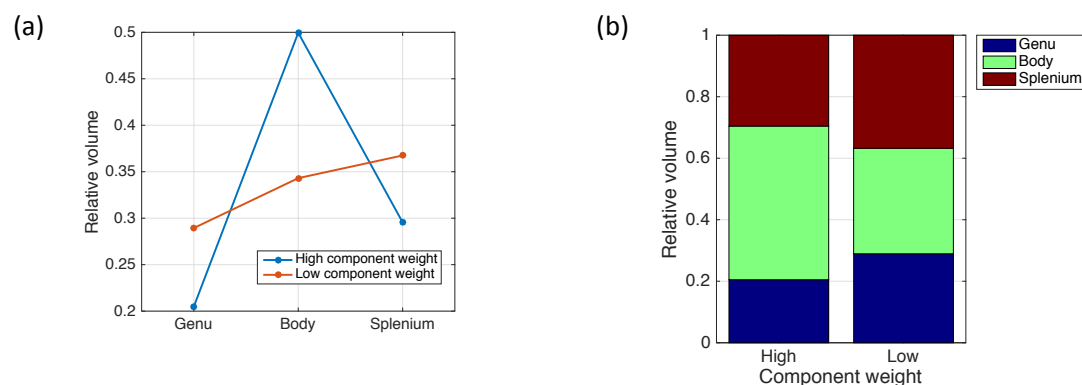 (a)
0.5
0.45
0.4
0.35
0.3
0.25
0.2
Relative volume
High component weight
Low component weight
Genu
Body
Splenium
(b)
1
0.8
0.6
0.4
0.2
0
Relative volume
High
Low
Component weight
Genu
Body
Splenium